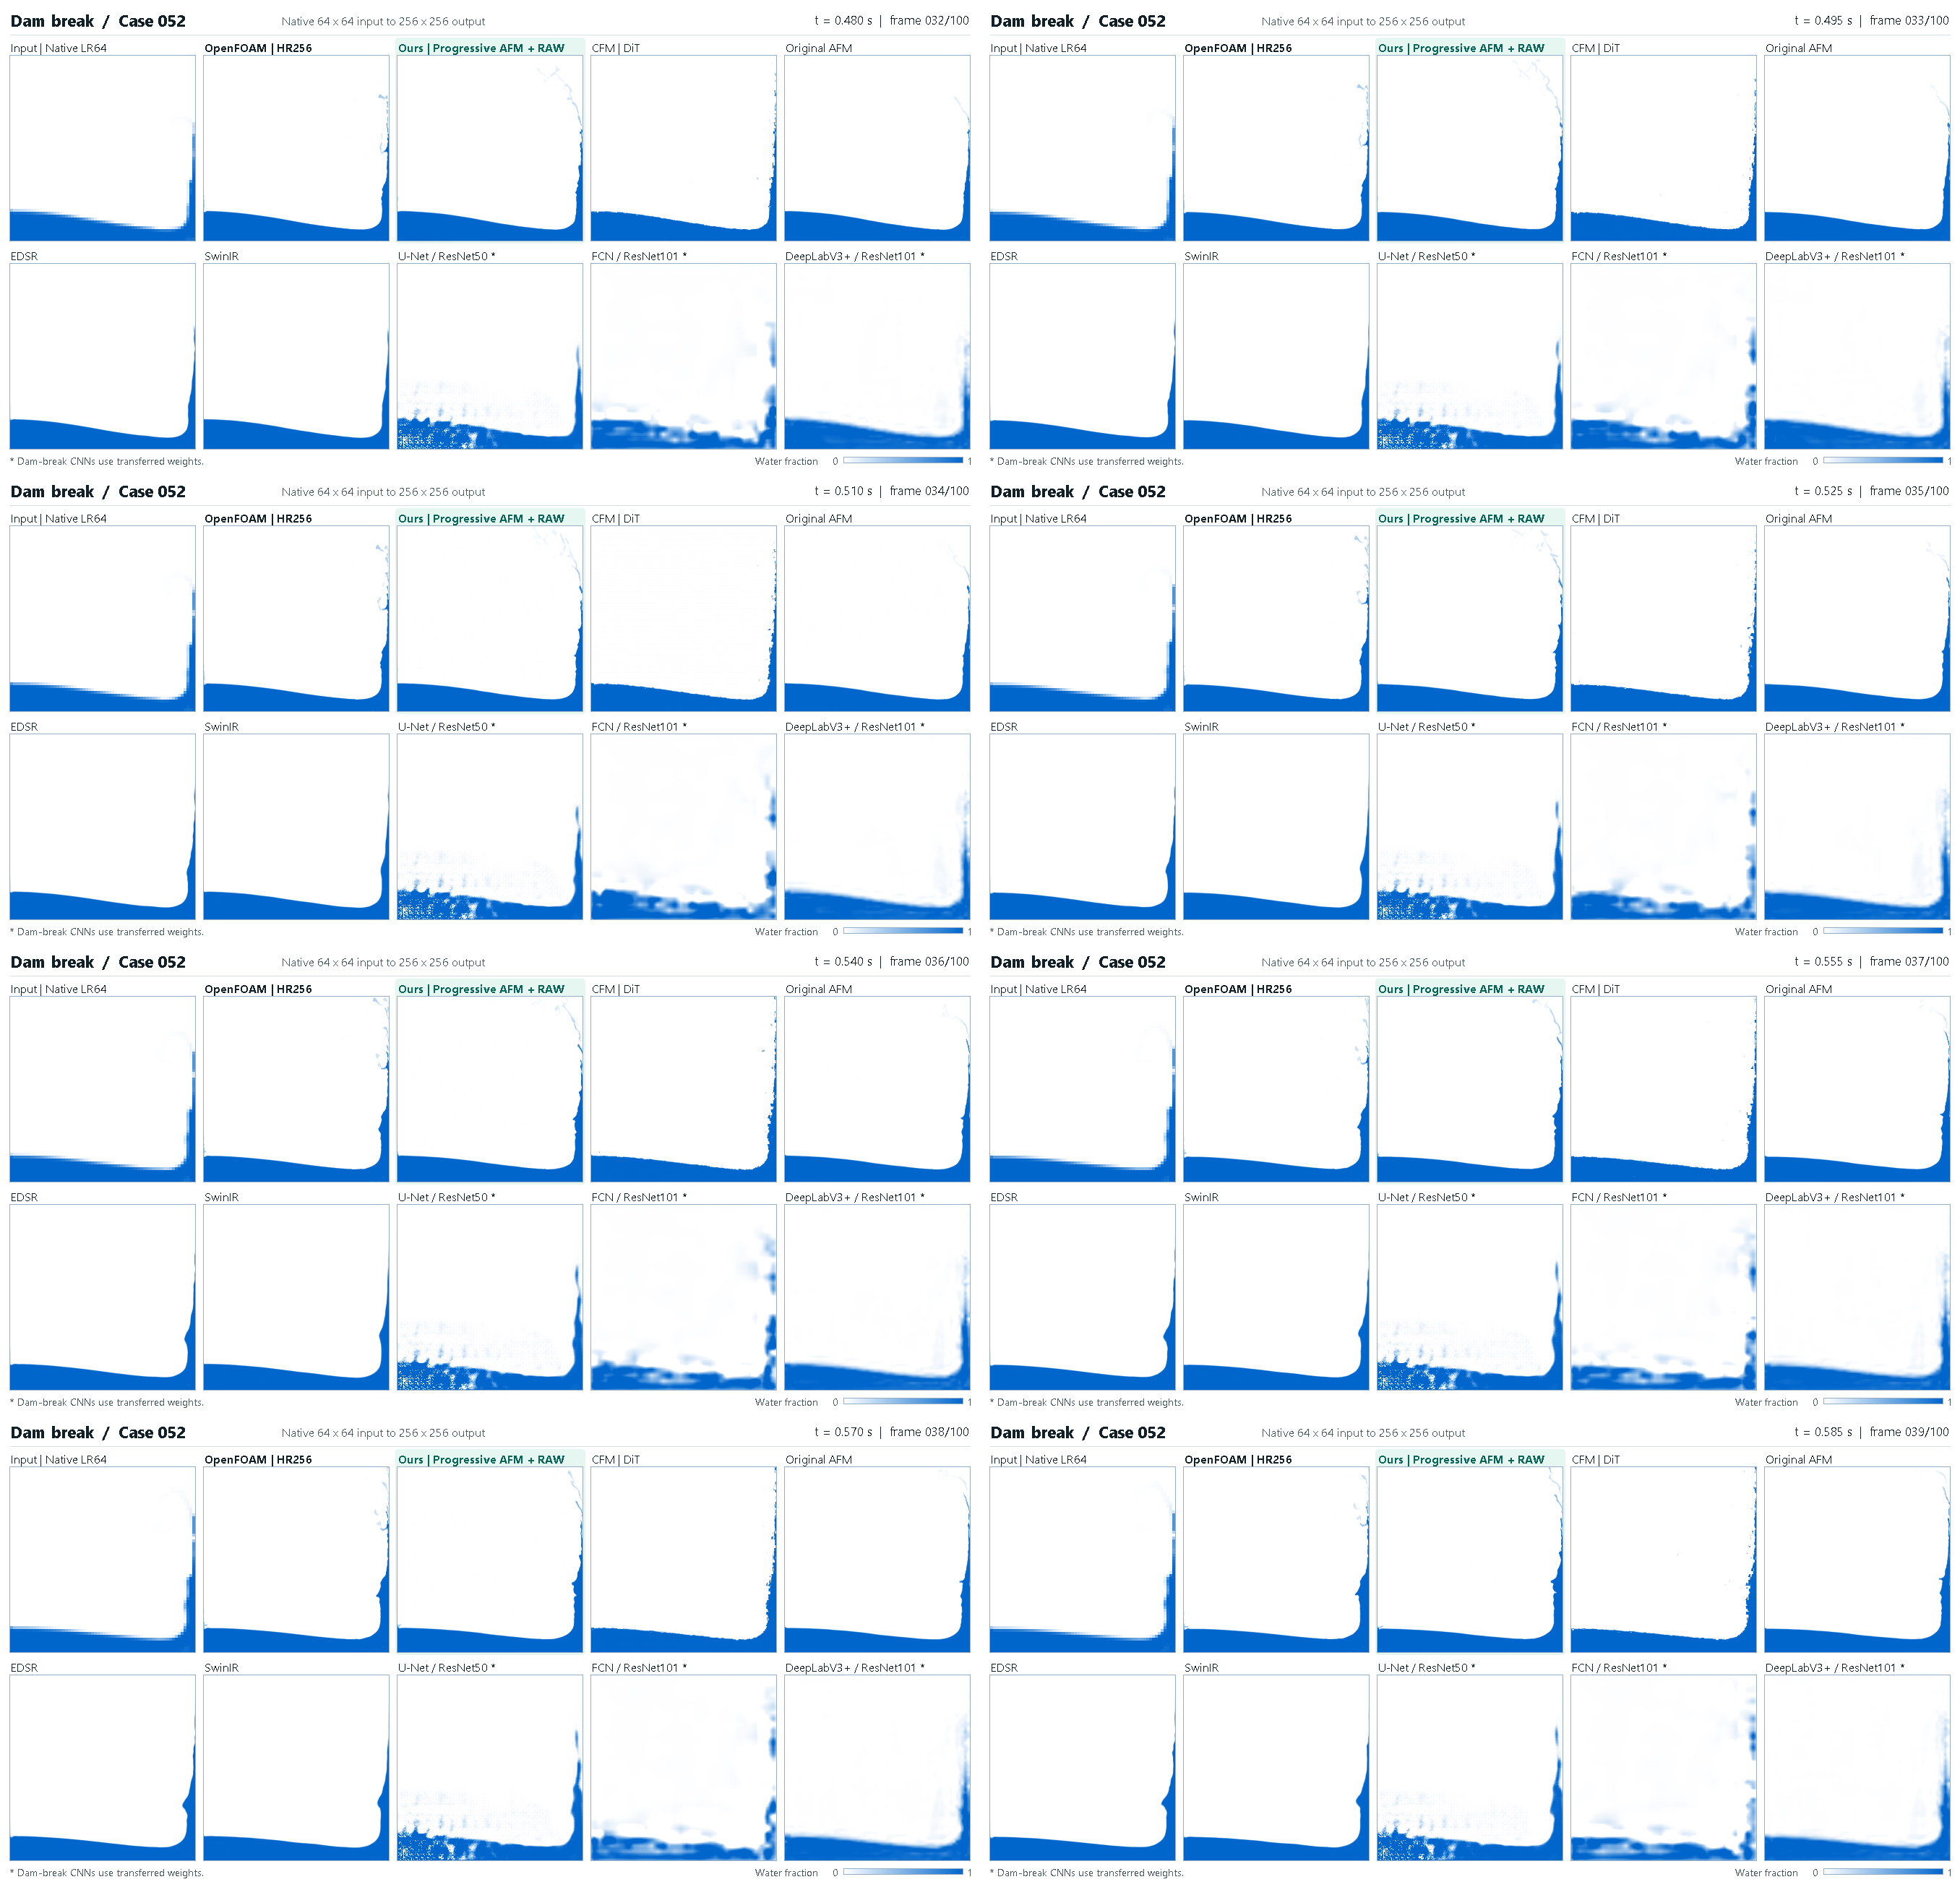 Dam break / Case 052 Native 64 x 64 input to 256 x 256 output t = 0.480 s | frame 032/100
Input | Native LR64 OpenFOAM | HR256 Ours | Progressive AFM + RAW CFM | DiT Original AFM
EDSR SwinIR U-Net / ResNet50 * FCN / ResNet101 * DeepLabV3+ / ResNet101 *
* Dam-break CNNs use transferred weights. Water fraction 0 1
Dam break / Case 052 Native 64 x 64 input to 256 x 256 output t = 0.495 s | frame 033/100
Input | Native LR64 OpenFOAM | HR256 Ours | Progressive AFM + RAW CFM | DiT Original AFM
EDSR SwinIR U-Net / ResNet50 * FCN / ResNet101 * DeepLabV3+ / ResNet101 *
* Dam-break CNNs use transferred weights. Water fraction 0 1
Dam break / Case 052 Native 64 x 64 input to 256 x 256 output t = 0.510 s | frame 034/100
Input | Native LR64 OpenFOAM | HR256 Ours | Progressive AFM + RAW CFM | DiT Original AFM
EDSR SwinIR U-Net / ResNet50 * FCN / ResNet101 * DeepLabV3+ / ResNet101 *
* Dam-break CNNs use transferred weights. Water fraction 0 1
Dam break / Case 052 Native 64 x 64 input to 256 x 256 output t = 0.525 s | frame 035/100
Input | Native LR64 OpenFOAM | HR256 Ours | Progressive AFM + RAW CFM | DiT Original AFM
EDSR SwinIR U-Net / ResNet50 * FCN / ResNet101 * DeepLabV3+ / ResNet101 *
* Dam-break CNNs use transferred weights. Water fraction 0 1
Dam break / Case 052 Native 64 x 64 input to 256 x 256 output t = 0.540 s | frame 036/100
Input | Native LR64 OpenFOAM | HR256 Ours | Progressive AFM + RAW CFM | DiT Original AFM
EDSR SwinIR U-Net / ResNet50 * FCN / ResNet101 * DeepLabV3+ / ResNet101 *
* Dam-break CNNs use transferred weights. Water fraction 0 1
Dam break / Case 052 Native 64 x 64 input to 256 x 256 output t = 0.555 s | frame 037/100
Input | Native LR64 OpenFOAM | HR256 Ours | Progressive AFM + RAW CFM | DiT Original AFM
EDSR SwinIR U-Net / ResNet50 * FCN / ResNet101 * DeepLabV3+ / ResNet101 *
* Dam-break CNNs use transferred weights. Water fraction 0 1
Dam break / Case 052 Native 64 x 64 input to 256 x 256 output t = 0.570 s | frame 038/100
Input | Native LR64 OpenFOAM | HR256 Ours | Progressive AFM + RAW CFM | DiT Original AFM
EDSR SwinIR U-Net / ResNet50 * FCN / ResNet101 * DeepLabV3+ / ResNet101 *
* Dam-break CNNs use transferred weights. Water fraction 0 1
Dam break / Case 052 Native 64 x 64 input to 256 x 256 output t = 0.585 s | frame 039/100
Input | Native LR64 OpenFOAM | HR256 Ours | Progressive AFM + RAW CFM | DiT Original AFM
EDSR SwinIR U-Net / ResNet50 * FCN / ResNet101 * DeepLabV3+ / ResNet101 *
* Dam-break CNNs use transferred weights. Water fraction 0 1